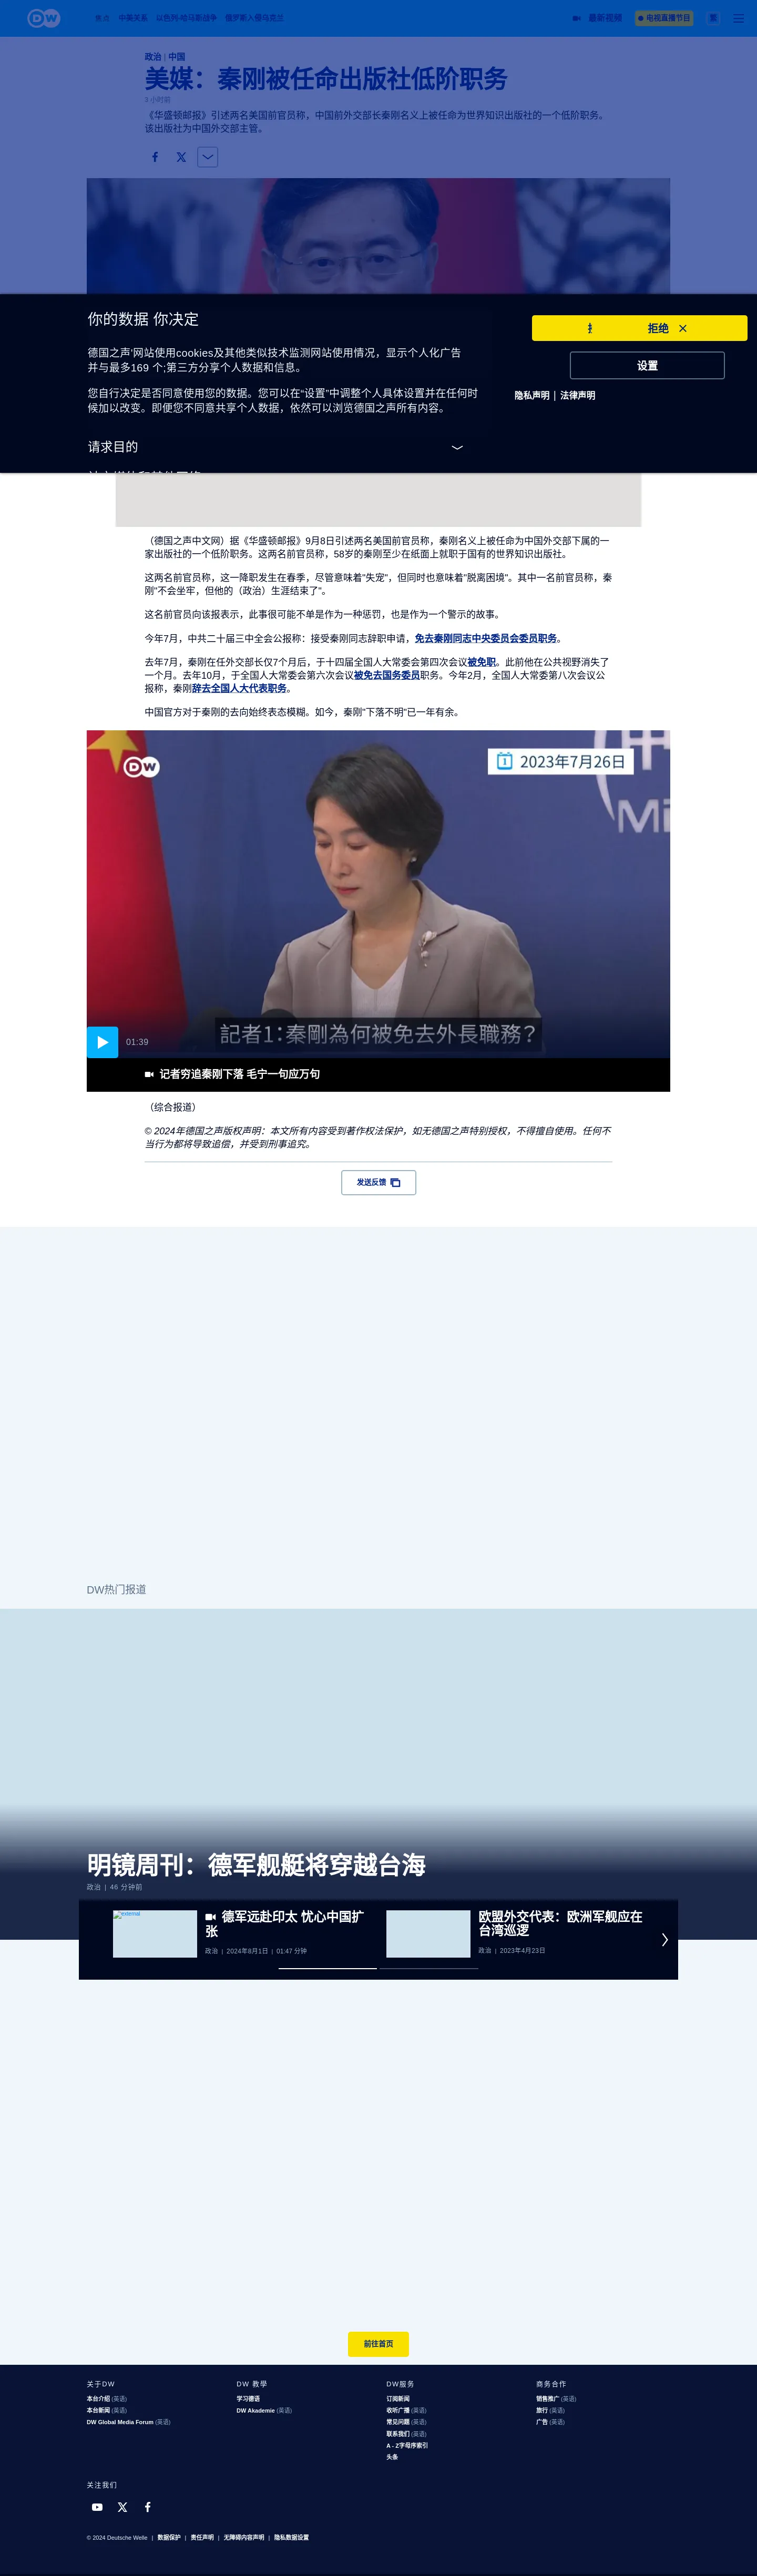 DW
焦点 中美关系 以色列-哈马斯战争 俄罗斯入侵乌克兰
最新视频
电视直播节目
政治 | 中国
美媒：秦刚被任命出版社低阶职务
3 小时前
《华盛顿邮报》引述两名美国前官员称，中国前外交部长秦刚名义上被任命为世界知识出版社的一个低阶职务。
该出版社为中国外交部主管。
你的数据 你决定
德国之声'网站使用cookies及其他类似技术监测网站使用情况，显示个人化广告
并与最多169 个;第三方分享个人数据和信息。
您自行决定是否同意使用您的数据。您可以在“设置”中调整个人具体设置并在任何时
候加以改变。即便您不同意共享个人数据，依然可以浏览德国之声所有内容。
请求目的
拒绝
设置
隐私声明 | 法律声明
（德国之声中文网）据《华盛顿邮报》9月8日引述两名美国前官员称，秦刚名义上被任命为中国外交部下属的一
家出版社的一个低阶职务。这两名前官员称，58岁的秦刚至少在纸面上就职于国有的世界知识出版社。
这两名前官员称，这一降职发生在春季，尽管意味着"失宠"，但同时也意味着"脱离困境"。其中一名前官员称，秦
刚"不会坐牢，但他的（政治）生涯结束了"。
这名前官员向该报表示，此事很可能不单是作为一种惩罚，也是作为一个警示的故事。
今年7月，中共二十届三中全会公报称：接受秦刚同志辞职申请，免去秦刚同志中央委员会委员职务。
去年7月，秦刚在任外交部长仅7个月后，于十四届全国人大常委会第四次会议被免职。此前他在公共视野消失了
一个月。去年10月，于全国人大常委会第六次会议被免去国务委员职务。今年2月，全国人大常委第八次会议公
报称，秦刚辞去全国人大代表职务。
中国官方对于秦刚的去向始终表态模糊。如今，秦刚"下落不明"已一年有余。
DW
2023年7月26日
記者1：秦剛為何被免去外長職務？
01:39
记者穷追秦刚下落 毛宁一句应万句
（综合报道）
© 2024年德国之声版权声明：本文所有内容受到著作权法保护，如无德国之声特别授权，不得擅自使用。任何不
当行为都将导致追偿，并受到刑事追究。
发送反馈
DW热门报道
明镜周刊：德军舰艇将穿越台海
政治 | 46 分钟前
external
德军远赴印太 忧心中国扩
张
政治 | 2024年8月1日 | 01:47 分钟
欧盟外交代表：欧洲军舰应在
台湾巡逻
政治 | 2023年4月23日
前往首页
关于DW
本台介绍 (英语)
本台新闻 (英语)
DW Global Media Forum (英语)
DW 教學
学习德语
DW Akademie (英语)
DW服务
订阅新闻
收听广播 (英语)
常见问题 (英语)
联系我们 (英语)
A - Z字母序索引
头条
商务合作
销售推广 (英语)
旅行 (英语)
广告 (英语)
关注我们
© 2024 Deutsche Welle | 数据保护 | 责任声明 | 无障碍内容声明 | 隐私数据设置